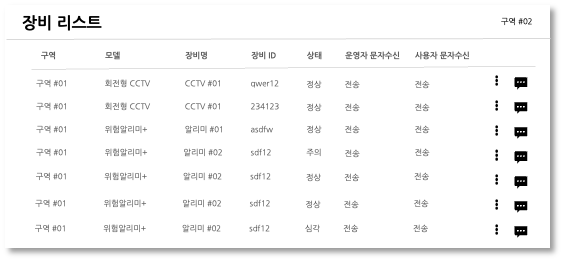 장비 리스트
구역 #02
구역 모델 장비명 장비 ID 상태 운영자 문자수신 사용자 문자수신
구역 #01 회전형 CCTV CCTV #01 qwer12 정상 전송 전송
구역 #01 회전형 CCTV CCTV #01 234123 정상 전송 전송
구역 #01 위험알리미+ 알리미 #01 asdfw 정상 전송 전송
구역 #01 위험알리미+ 알리미 #02 sdf12 주의 전송 전송
구역 #01 위험알리미+ 알리미 #02 sdf12 정상 전송 전송
구역 #01 위험알리미+ 알리미 #02 sdf12 정상 전송 전송
구역 #01 위험알리미+ 알리미 #02 sdf12 심각 전송 전송